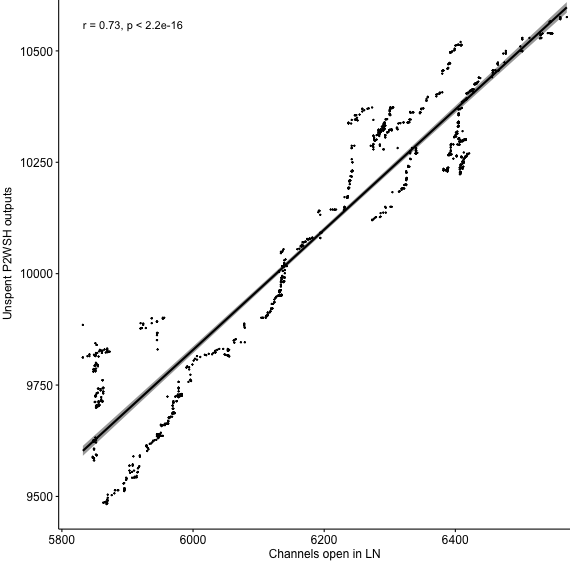 r = 0.73, p < 2.2e-16
10500
10250
10000
9750
9500
Unspent P2WSH outputs
5800 6000 6200 6400
Channels open in LN